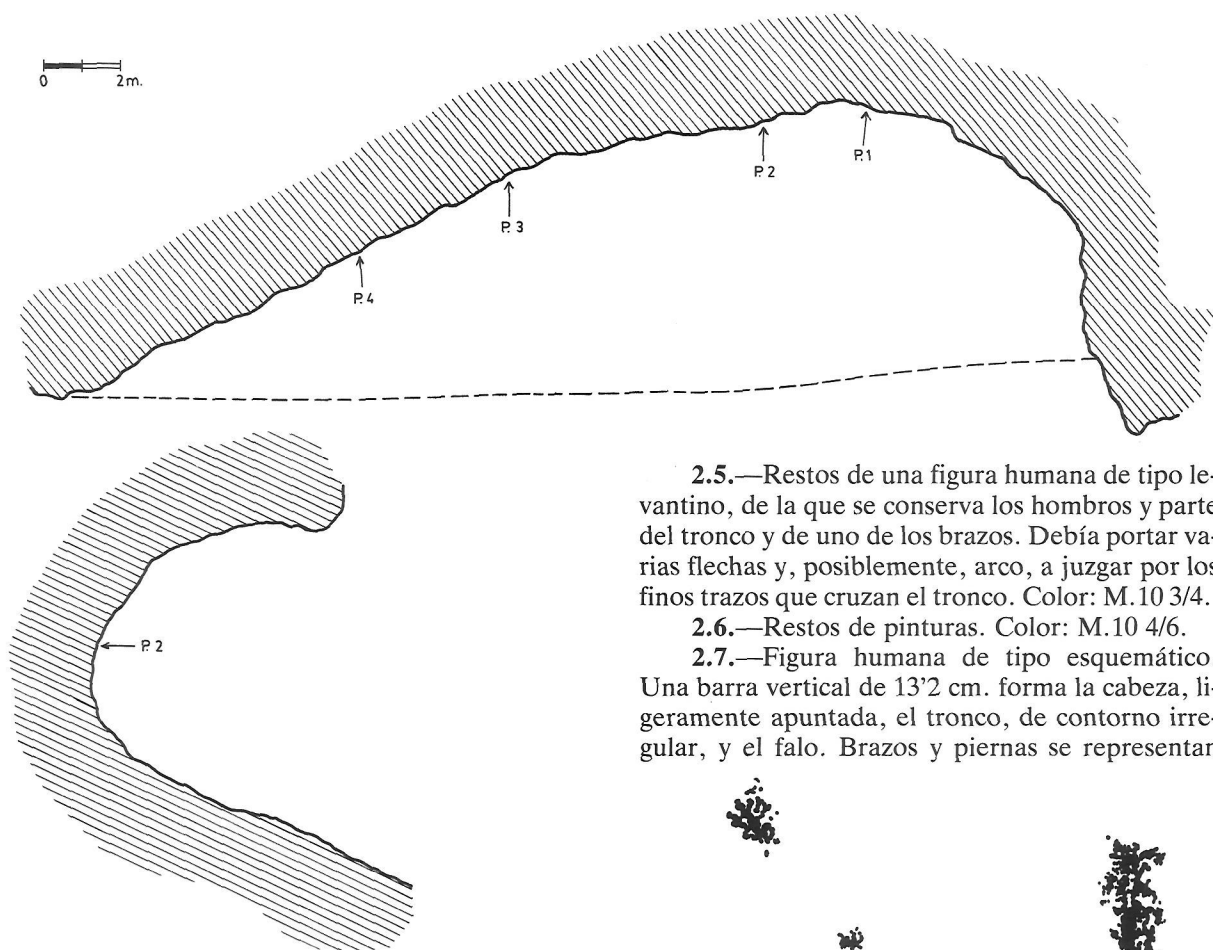 0 2m.
P.1
P.2
P.3
P.4
2.5.—Restos de una figura humana de tipo le-
vantino, de la que se conserva los hombros y parte
del tronco y de uno de los brazos. Debía portar va-
rias flechas y, posiblemente, arco, a juzgar por los
finos trazos que cruzan el tronco. Color: M.10 3/4.
2.6.—Restos de pinturas. Color: M.10 4/6.
2.7.—Figura humana de tipo esquemático
Una barra vertical de 13'2 cm. forma la cabeza, li-
geramente apuntada, el tronco, de contorno irre-
gular, y el falo. Brazos y piernas se representan
P.2